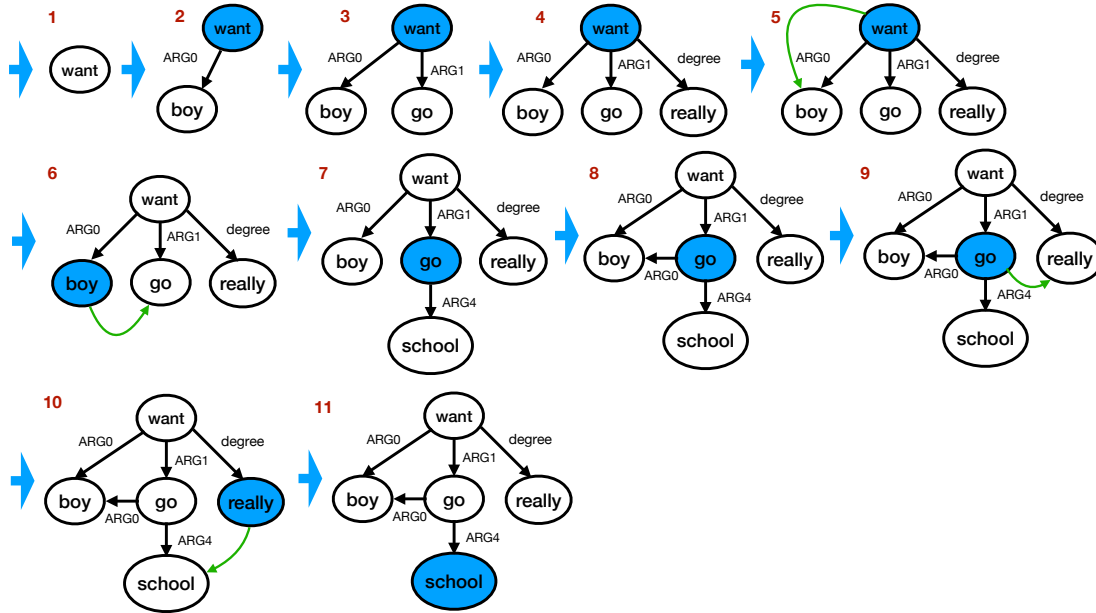 1
want
2
want
ARG0
boy
3
want
ARG0
ARG1
boy
go
4
want
ARG0
ARG1
degree
boy
go
really
5
want
ARG0
ARG1
degree
boy
go
really
6
want
ARG0
ARG1
degree
boy
go
really
7
want
ARG0
ARG1
degree
boy
go
really
ARG4
school
8
want
ARG0
ARG1
degree
boy
go
really
ARG0
ARG4
school
9
want
ARG0
ARG1
degree
boy
go
really
ARG0
ARG4
school
10
want
ARG0
ARG1
degree
boy
go
really
ARG0
ARG4
school
11
want
ARG0
ARG1
degree
boy
go
really
ARG0
ARG4
school